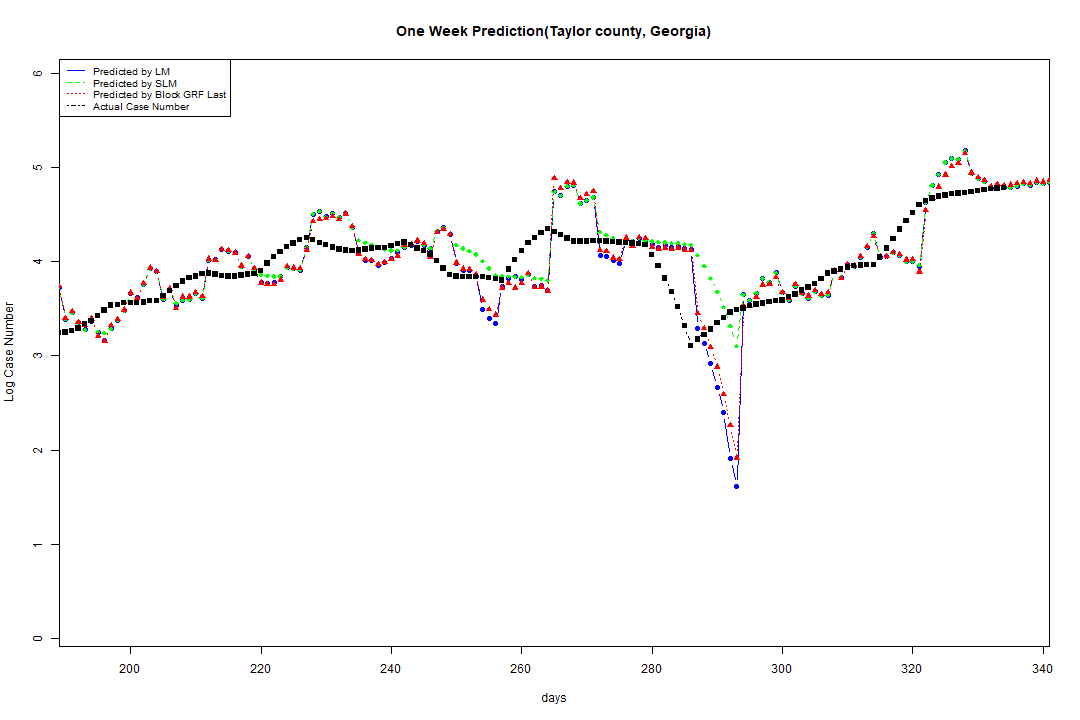 One Week Prediction(Taylor county, Georgia)
Predicted by LM
Predicted by SLM
Predicted by Block GRF Last
Actual Case Number
Log Case Number
6
5
4
3
2
1
0
200 220 240 260 280 300 320 340
days